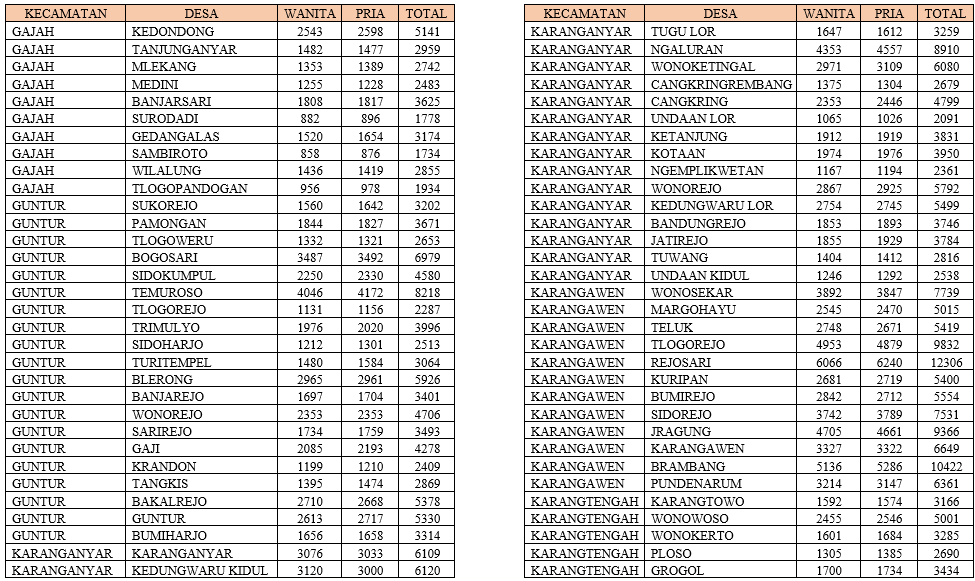 KECAMATAN DESA WANITA PRIA TOTAL
GAJAH KEDONDONG 2543 2598 5141
GAJAH TANJUNGANYAR 1482 1477 2959
GAJAH MLEKANG 1353 1389 2742
GAJAH MEDINI 1255 1228 2483
GAJAH BANJARSARI 1808 1817 3625
GAJAH SURODADI 882 896 1778
GAJAH GEDANGALAS 1520 1654 3174
GAJAH SAMBIROTO 858 876 1734
GAJAH WILALUNG 1436 1419 2855
GAJAH TLOGOPANDOGAN 956 978 1934
GUNTUR SUKOREJO 1560 1642 3202
GUNTUR PAMONGAN 1844 1827 3671
GUNTUR TLOGOWERU 1332 1321 2653
GUNTUR BOGOSARI 3487 3492 6979
GUNTUR SIDOKUMPUL 2250 2330 4580
GUNTUR TEMUROSO 4046 4172 8218
GUNTUR TLOGOREJO 1131 1156 2287
GUNTUR TRIMULYO 1976 2020 3996
GUNTUR SIDOHARJO 1212 1301 2513
GUNTUR TURITEMPEL 1480 1584 3064
GUNTUR BLERONG 2965 2961 5926
GUNTUR BANJAREJO 1697 1704 3401
GUNTUR WONOREJO 2353 2353 4706
GUNTUR SARIREJO 1734 1759 3493
GUNTUR GAJI 2085 2193 4278
GUNTUR KRANDON 1199 1210 2409
GUNTUR TANGKIS 1395 1474 2869
GUNTUR BAKALREJO 2710 2668 5378
GUNTUR GUNTUR 2613 2717 5330
GUNTUR BUMIHARJO 1656 1658 3314
KARANGANYAR KARANGANYAR 3076 3033 6109
KARANGANYAR KEDUNGWARU KIDUL 3120 3000 6120
KECAMATAN DESA WANITA PRIA TOTAL
KARANGANYAR TUGU LOR 1647 1612 3259
KARANGANYAR NGALURAN 4353 4557 8910
KARANGANYAR WONOKETINGAL 2971 3109 6080
KARANGANYAR CANGKRINGREMBANG 1375 1304 2679
KARANGANYAR CANGKRING 2353 2446 4799
KARANGANYAR UNDAAN LOR 1065 1026 2091
KARANGANYAR KETANJUNG 1912 1919 3831
KARANGANYAR KOTAAN 1974 1976 3950
KARANGANYAR NGEMPLIKWETAN 1167 1194 2361
KARANGANYAR WONOREJO 2867 2925 5792
KARANGANYAR KEDUNGWARU LOR 2754 2745 5499
KARANGANYAR BANDUNGREJO 1853 1893 3746
KARANGANYAR JATIREJO 1855 1929 3784
KARANGANYAR TUWANG 1404 1412 2816
KARANGANYAR UNDAAN KIDUL 1246 1292 2538
KARANGAWEN WONOSEKAR 3892 3847 7739
KARANGAWEN MARGOHAYU 2545 2470 5015
KARANGAWEN TELUK 2748 2671 5419
KARANGAWEN TLOGOREJO 4953 4879 9832
KARANGAWEN REJOSARI 6066 6240 12306
KARANGAWEN KURIPAN 2681 2719 5400
KARANGAWEN BUMIREJO 2842 2712 5554
KARANGAWEN SIDOREJO 3742 3789 7531
KARANGAWEN JRAGUNG 4705 4661 9366
KARANGAWEN KARANGAWEN 3327 3322 6649
KARANGAWEN BRAMBANG 5136 5286 10422
KARANGAWEN PUNDENARUM 3214 3147 6361
KARANGTENGAH KARANGTOWO 1592 1574 3166
KARANGTENGAH WONOWOSO 2455 2546 5001
KARANGTENGAH WONOKERTO 1601 1684 3285
KARANGTENGAH PLOSO 1305 1385 2690
KARANGTENGAH GROGOL 1700 1734 3434